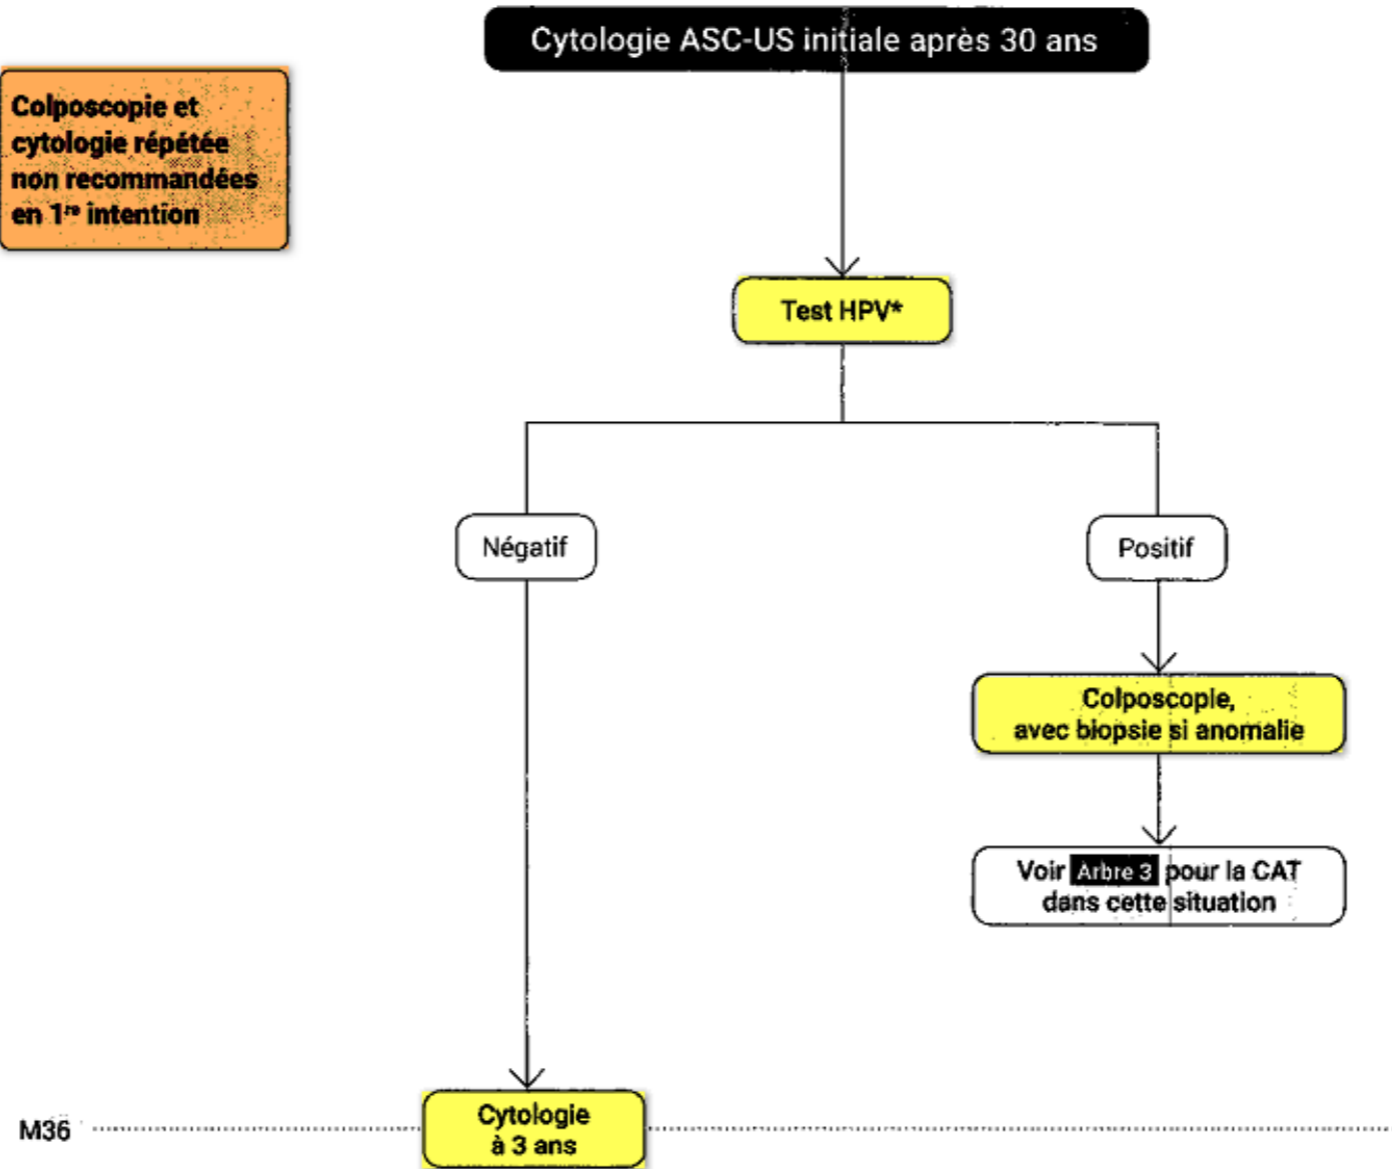 Cytologie ASC-US initiale après 30 ans
Colposcopie et
cytologie répétée
non recommandées
en 1re intention
Test HPV*
Négatif
Positif
Colposcopie,
avec biopsie si anomalie
Voir Arbre 3 pour la CAT
dans cette situation
M36
Cytologie
à 3 ans